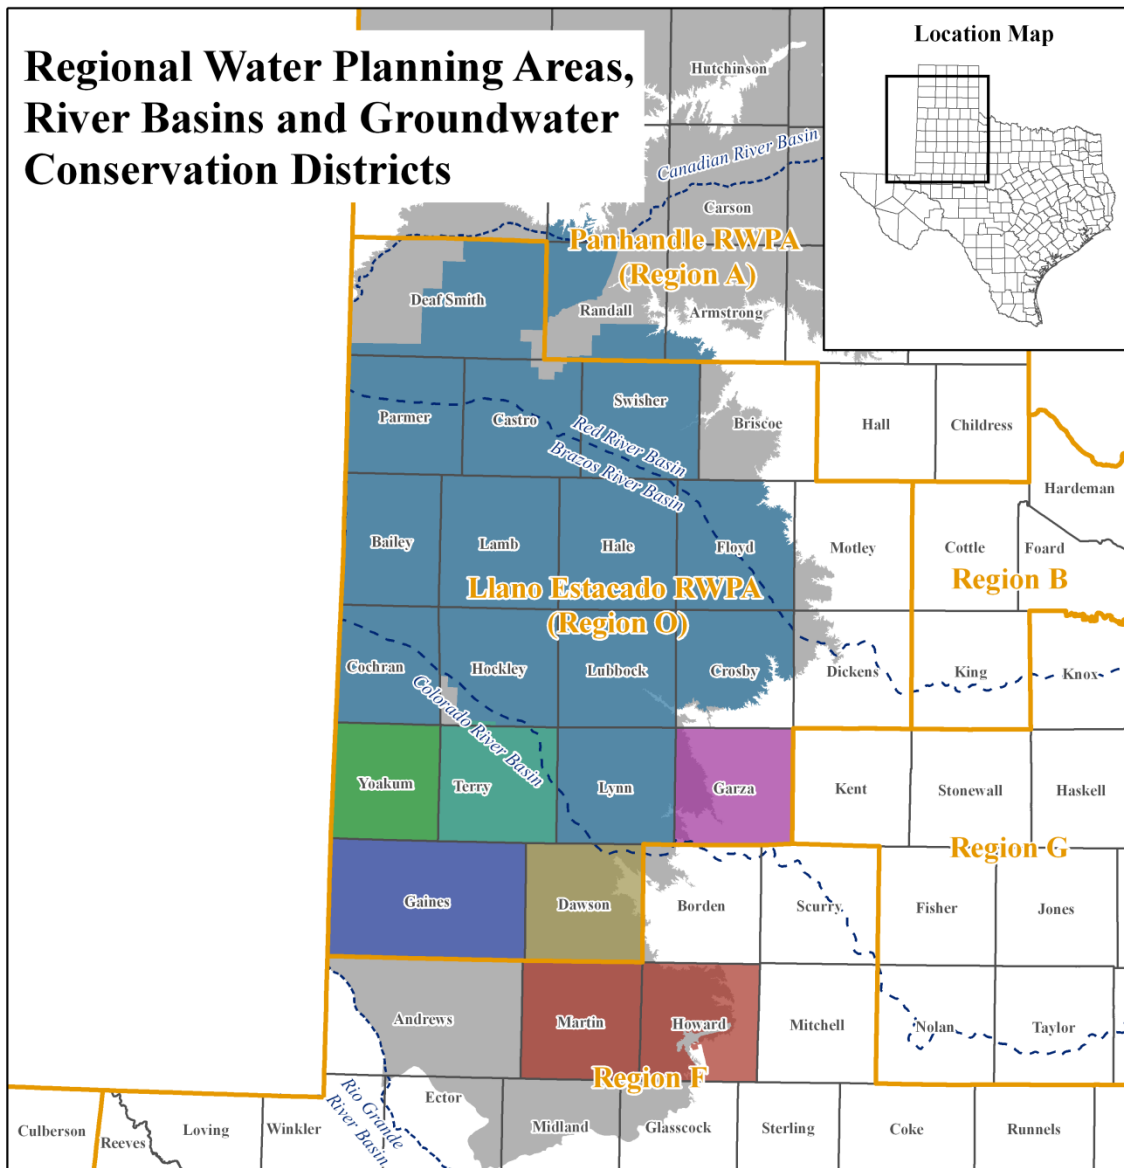 Regional Water Planning Areas,
River Basins and Groundwater
Conservation Districts
Location Map
Hutchinson
Canadian River Basin
Carson
Panhandle RWPA
(Region A)
Deaf Smith
Randall
Armstrong
Parmer
Castro
Swisher
Briscoe
Hall
Childress
Red River Basin
Brazos River Basin
Hardeman
Bailey
Lamb
Hale
Floyd
Motley
Cottle
Foard
Region B
Llano Estacado RWPA
(Region O)
Cochran
Hockley
Lubbock
Crosby
Dickens
King
Knox
Colorado River Basin
Yoakum
Terry
Lynn
Garza
Kent
Stonewall
Haskell
Region G
Gaines
Dawson
Borden
Scurry
Fisher
Jones
Andrews
Martin
Howard
Mitchell
Nolan
Taylor
Region F
Rio Grande
River Basin
Ector
Culberson
Reeves
Loving
Winkler
Midland
Glasscock
Sterling
Coke
Runnels